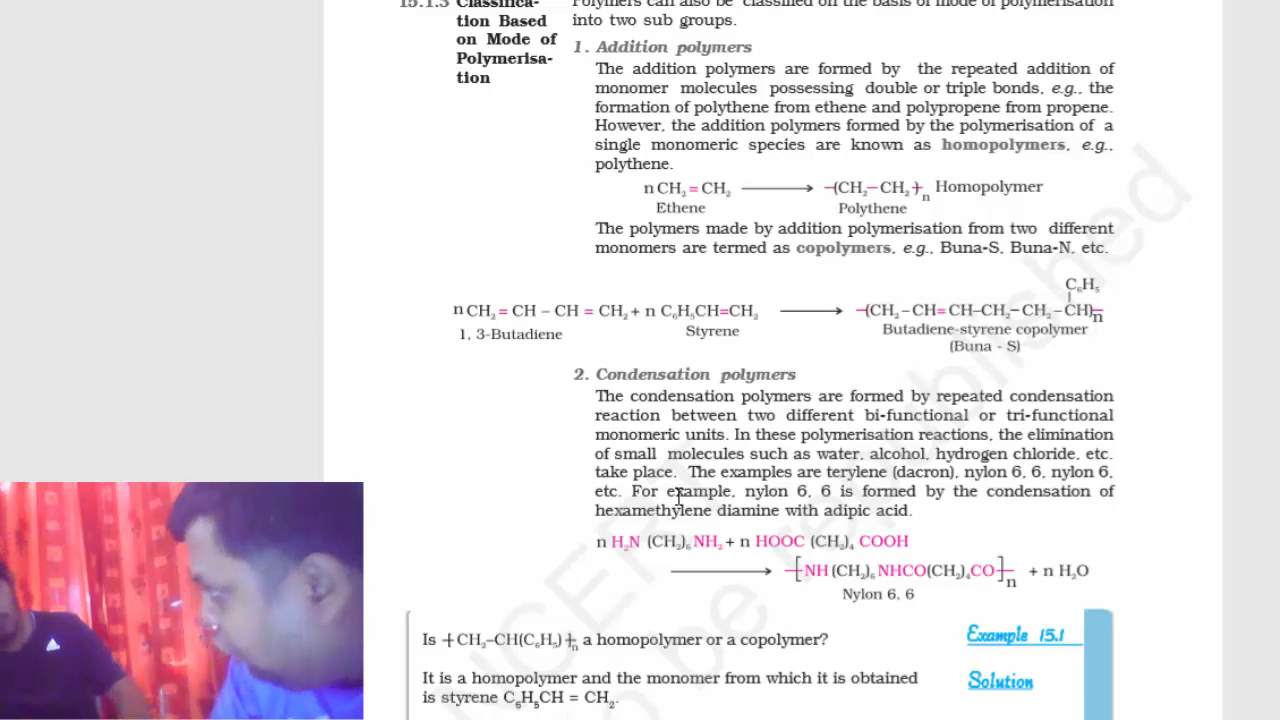 15.1.3 Classifica-
tion Based
on Mode of
Polymerisa-
tion
Polymers can also be classified on the basis of mode of polymerisation
into two sub groups.
1. Addition polymers
The addition polymers are formed by the repeated addition of
monomer molecules possessing double or triple bonds, e.g., the
formation of polythene from ethene and polypropene from propene.
However, the addition polymers formed by the polymerisation of a
single monomeric species are known as homopolymers, e.g.,
polythene.
n CH₂ = CH₂ ⟶ –(CH₂ – CH₂–)ₙ Homopolymer
Ethene Polythene
The polymers made by addition polymerisation from two different
monomers are termed as copolymers, e.g., Buna-S, Buna-N, etc.
C₆H₅
n CH₂ = CH – CH = CH₂ + n C₆H₅CH=CH₂ ⟶ –(CH₂ – CH=CH–CH₂– CH₂ – CH)–n
1, 3-Butadiene Styrene Butadiene-styrene copolymer
(Buna - S)
2. Condensation polymers
The condensation polymers are formed by repeated condensation
reaction between two different bi-functional or tri-functional
monomeric units. In these polymerisation reactions, the elimination
of small molecules such as water, alcohol, hydrogen chloride, etc.
take place. The examples are terylene (dacron), nylon 6, 6, nylon 6,
etc. For example, nylon 6, 6 is formed by the condensation of
hexamethylene diamine with adipic acid.
n H₂N (CH₂)₆ NH₂ + n HOOC (CH₂)₄ COOH
⟶ –[NH (CH₂)₆ NHCO(CH₂)₄CO]–n + n H₂O
Nylon 6, 6
Is –(CH₂–CH(C₆H₅)–)ₙ a homopolymer or a copolymer? Example 15.1
It is a homopolymer and the monomer from which it is obtained Solution
is styrene C₆H₅CH = CH₂.